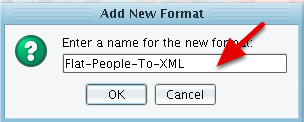 Add New Format
Enter a name for the new format:
Flat-People-To-XML
OK
Cancel